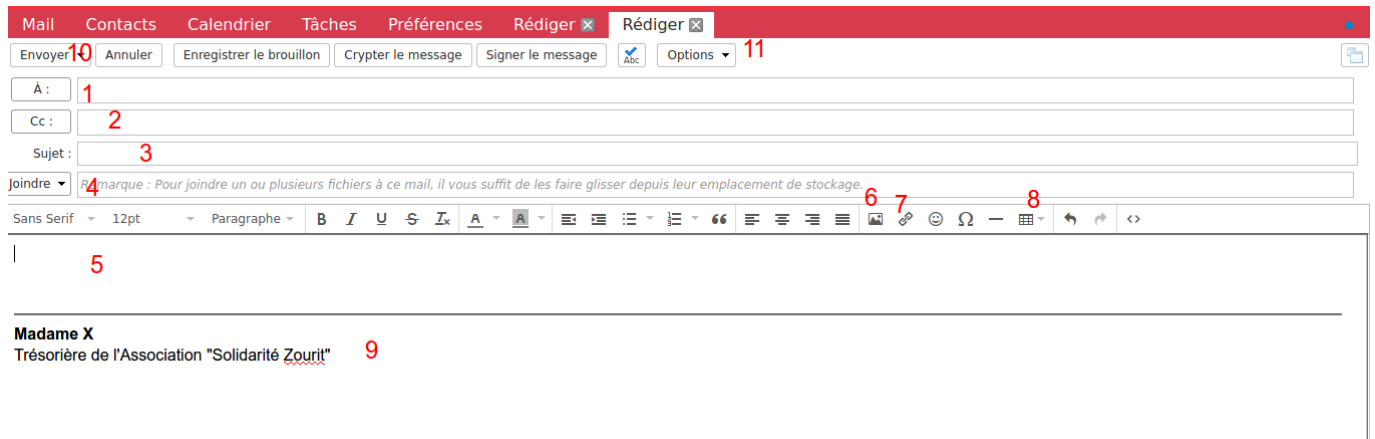 Mail Contacts Calendrier Tâches Préférences Rédiger Rédiger
Envoyer 10 Annuler Enregistrer le brouillon Crypter le message Signer le message Abc Options 11
À : 1
Cc : 2
Sujet : 3
Joindre 4 Remarque : Pour joindre un ou plusieurs fichiers à ce mail, il vous suffit de les faire glisser depuis leur emplacement de stockage.
6 7 8
Sans Serif 12pt Paragraphe B I U S Ix A A Ω
5
Madame X
Trésorière de l'Association "Solidarité Zourit" 9